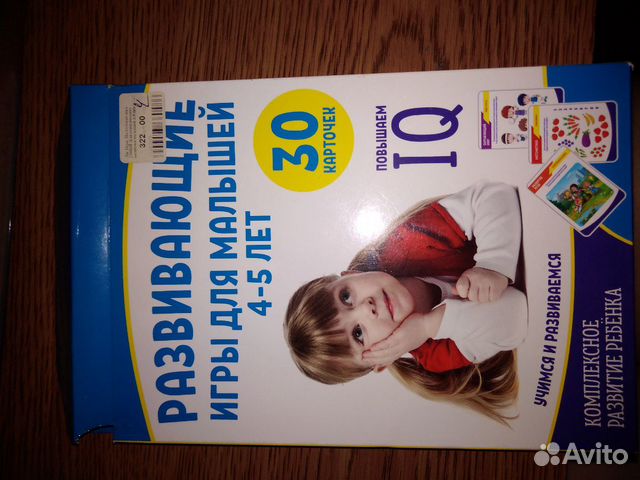 322 00
РАЗВИВАЮЩИЕ
ИГРЫ ДЛЯ МАЛЫШЕЙ
4-5 ЛЕТ
30
КАРТОЧЕК
ПОВЫШАЕМ
IQ
УЧИМСЯ И РАЗВИВАЕМСЯ
КОМПЛЕКСНОЕ
РАЗВИТИЕ РЕБЕНКА
Avito